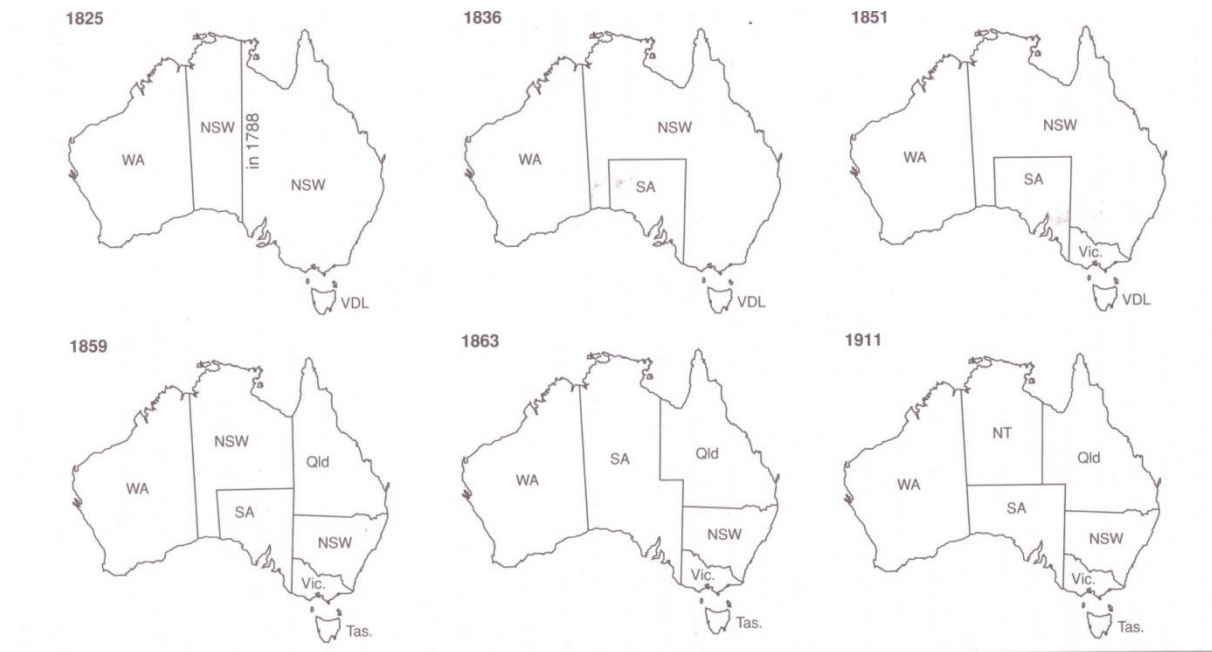 1825
NSW
in 1788
WA
NSW
VDL
1836
NSW
WA
SA
VDL
1851
NSW
WA
SA
Vic.
VDL
1859
NSW
Qld
WA
SA
NSW
Vic.
Tas.
1863
SA
Qld
WA
NSW
Vic.
Tas.
1911
NT
Qld
WA
SA
NSW
Vic.
Tas.